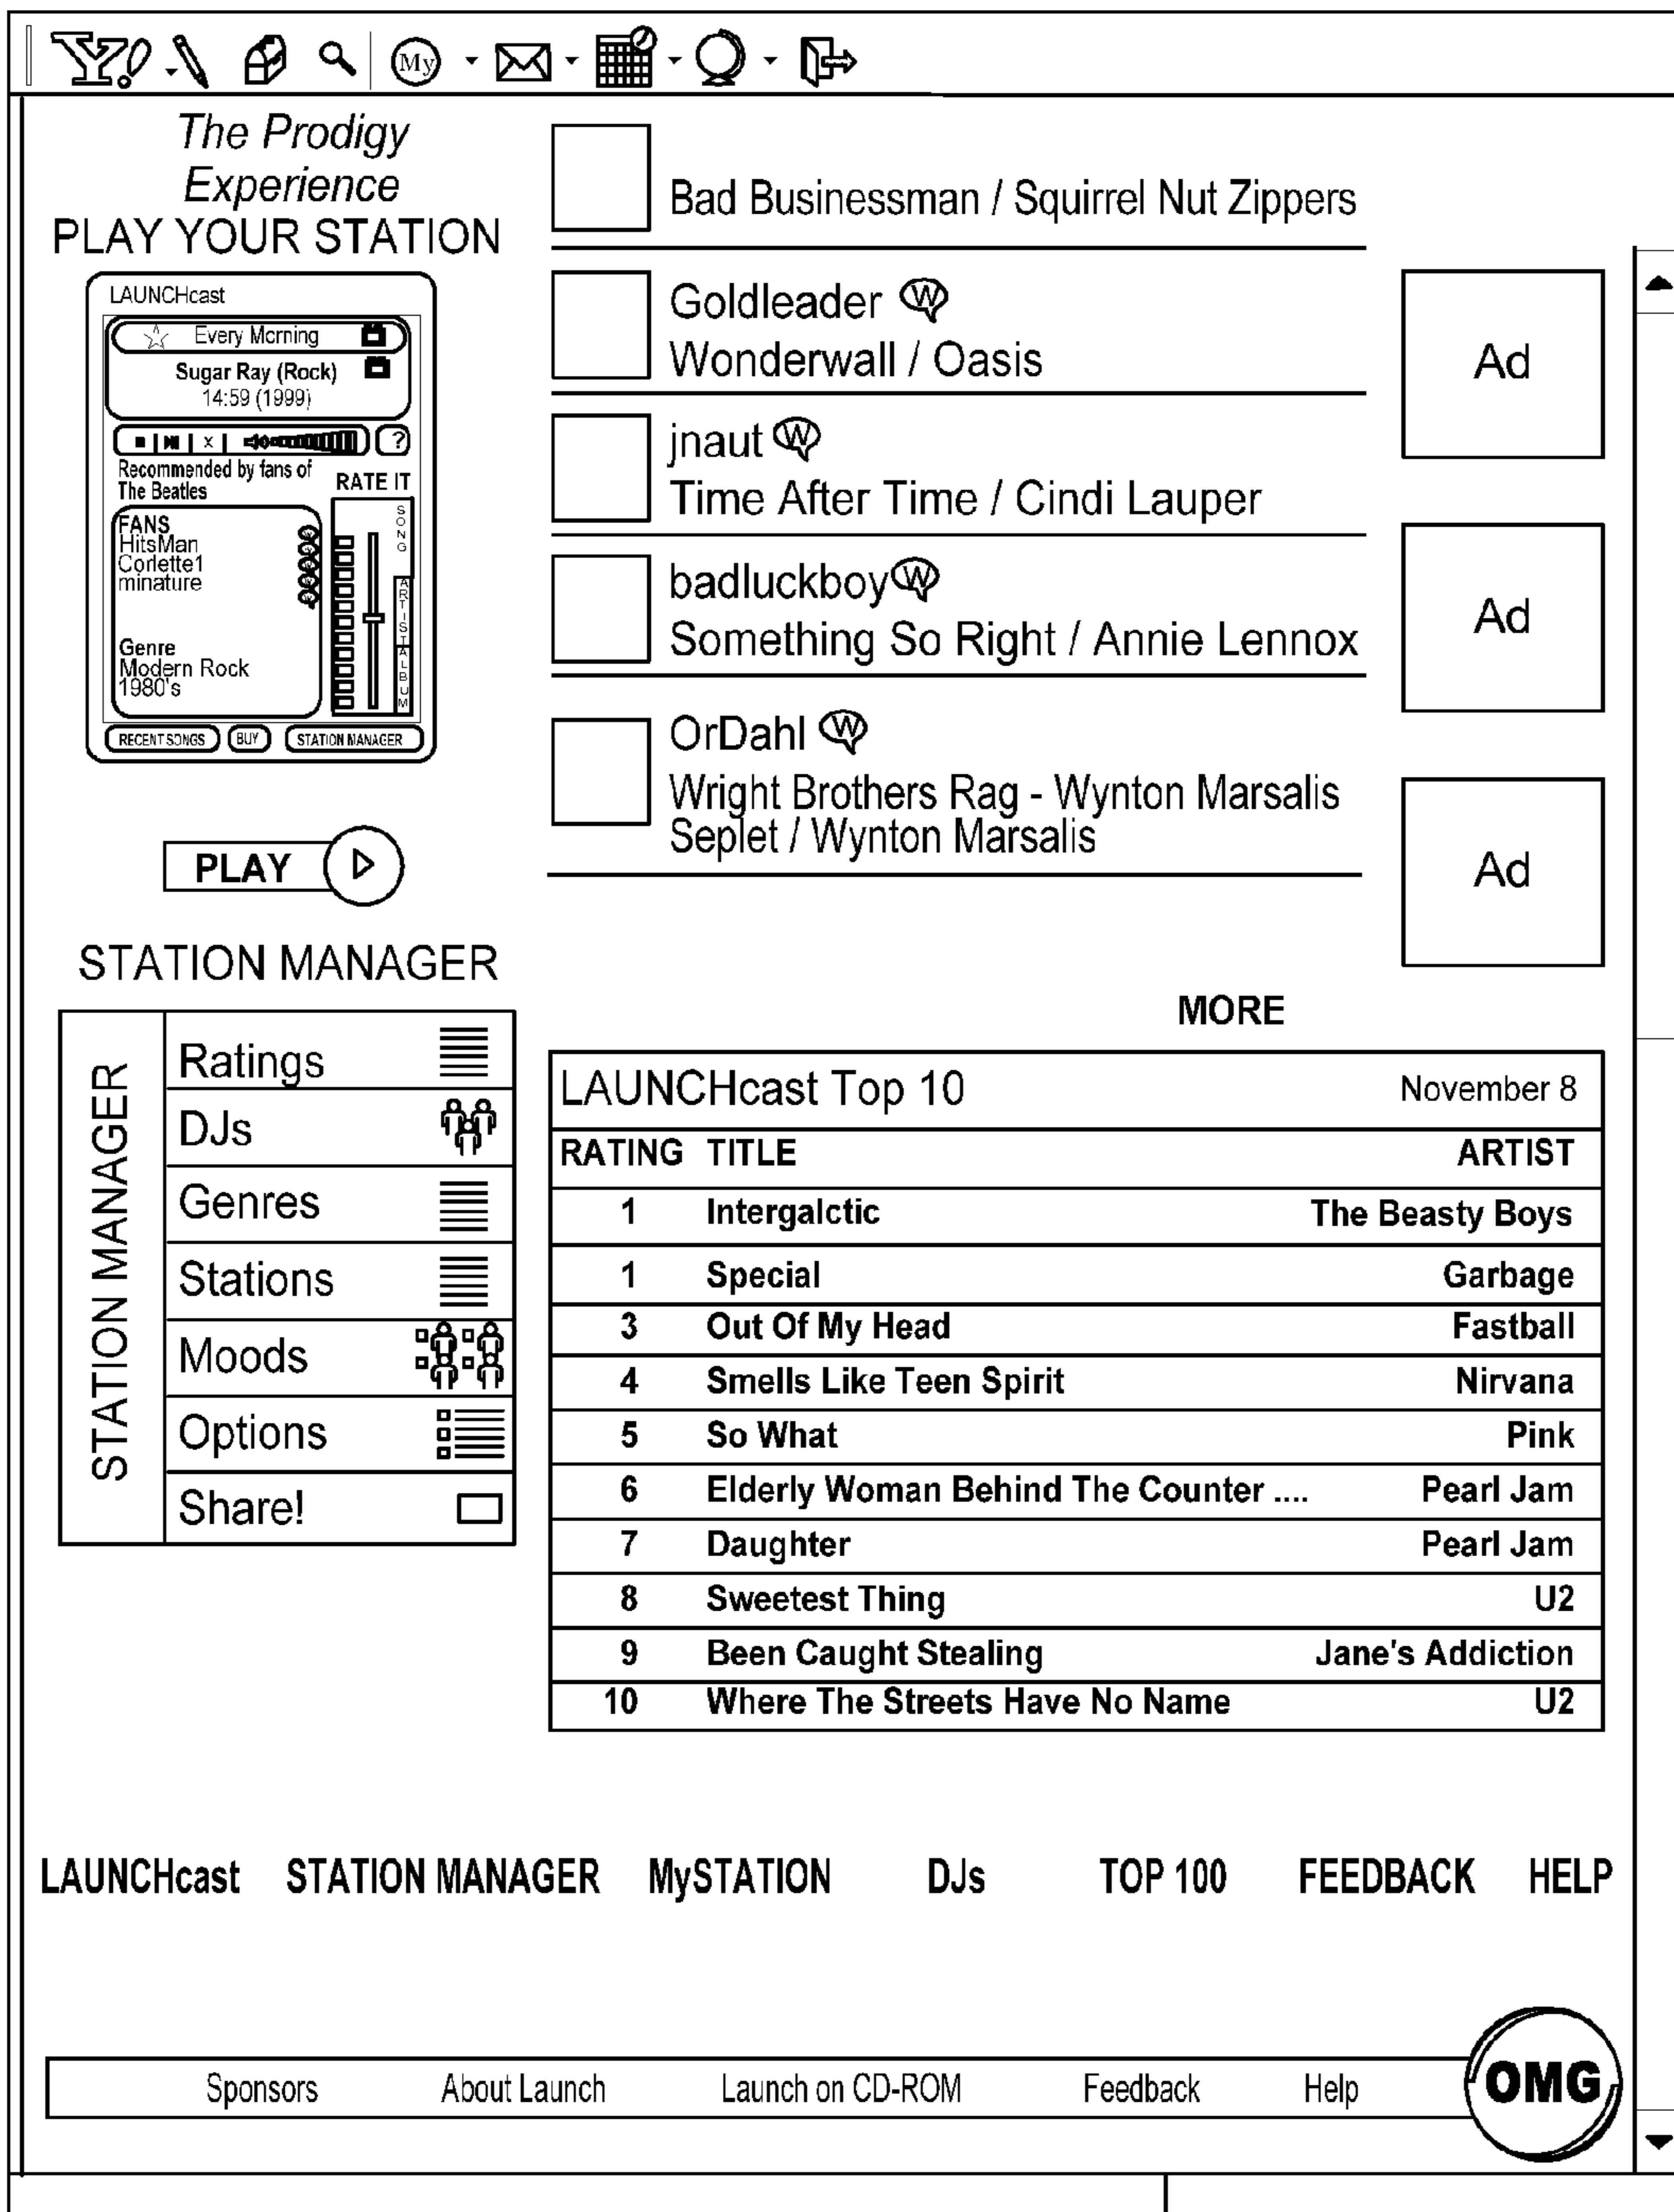 Y!
My
The Prodigy
Experience
PLAY YOUR STATION
LAUNCHcast
Every Morning
Sugar Ray (Rock)
14:59 (1999)
x
?
Recommended by fans of
The Beatles
RATE IT
FANS
HitsMan
Corlette1
minature
Genre
Modern Rock
1980's
SONG
ARTIST
ALBUM
RECENT SONGS
BUY
STATION MANAGER
PLAY
Bad Businessman / Squirrel Nut Zippers
Goldleader W
Wonderwall / Oasis
jnaut W
Time After Time / Cindi Lauper
badluckboy W
Something So Right / Annie Lennox
OrDahl W
Wright Brothers Rag - Wynton Marsalis
Seplet / Wynton Marsalis
Ad
Ad
Ad
MORE
STATION MANAGER
STATION MANAGER
Ratings
DJs
Genres
Stations
Moods
Options
Share!
LAUNCHcast Top 10 November 8
RATING TITLE ARTIST
1 Intergalctic The Beasty Boys
1 Special Garbage
3 Out Of My Head Fastball
4 Smells Like Teen Spirit Nirvana
5 So What Pink
6 Elderly Woman Behind The Counter .... Pearl Jam
7 Daughter Pearl Jam
8 Sweetest Thing U2
9 Been Caught Stealing Jane's Addiction
10 Where The Streets Have No Name U2
LAUNCHcast STATION MANAGER MySTATION DJs TOP 100 FEEDBACK HELP
Sponsors About Launch Launch on CD-ROM Feedback Help
OMG